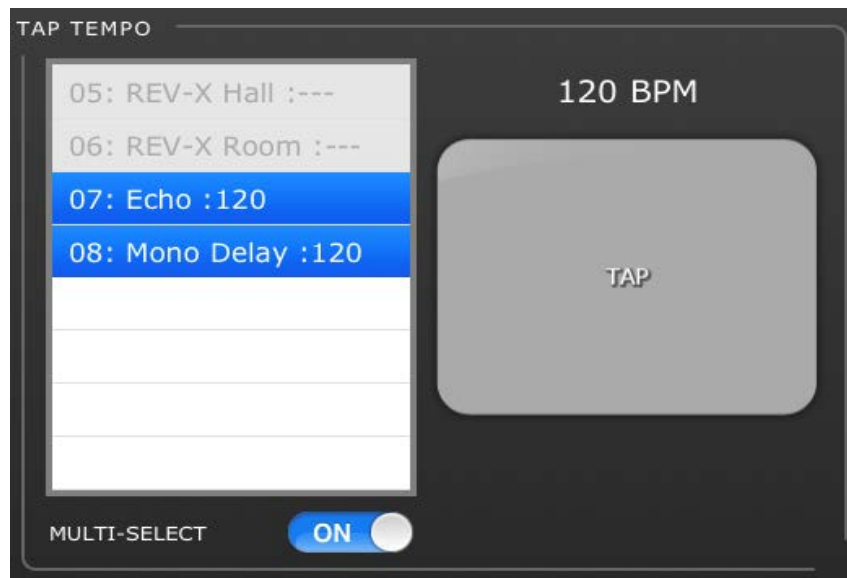 TAP TEMPO
05: REV-X Hall :---
06: REV-X Room :---
07: Echo :120
08: Mono Delay :120
120 BPM
TAP
MULTI-SELECT
ON